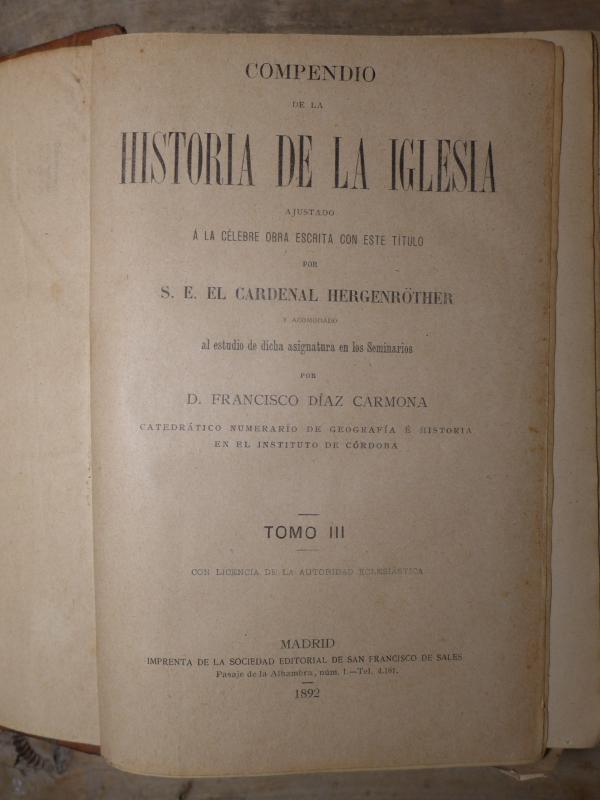 COMPENDIO
DE LA
HISTORIA DE LA IGLESIA
AJUSTADO
Á LA CÉLEBRE OBRA ESCRITA CON ESTE TÍTULO
POR
S. E. EL CARDENAL HERGENRÖTHER
Y ACOMODADO
al estudio de dicha asignatura en los Seminarios
POR
D. FRANCISCO DÍAZ CARMONA
CATEDRÁTICO NUMERARIO DE GEOGRAFÍA É HISTORIA
EN EL INSTITUTO DE CÓRDOBA
TOMO III
CON LICENCIA DE LA AUTORIDAD ECLESIÁSTICA
MADRID
IMPRENTA DE LA SOCIEDAD EDITORIAL DE SAN FRANCISCO DE SALES
Pasaje de la Alhambra, núm. 1.—Tel. 4.161.
1892